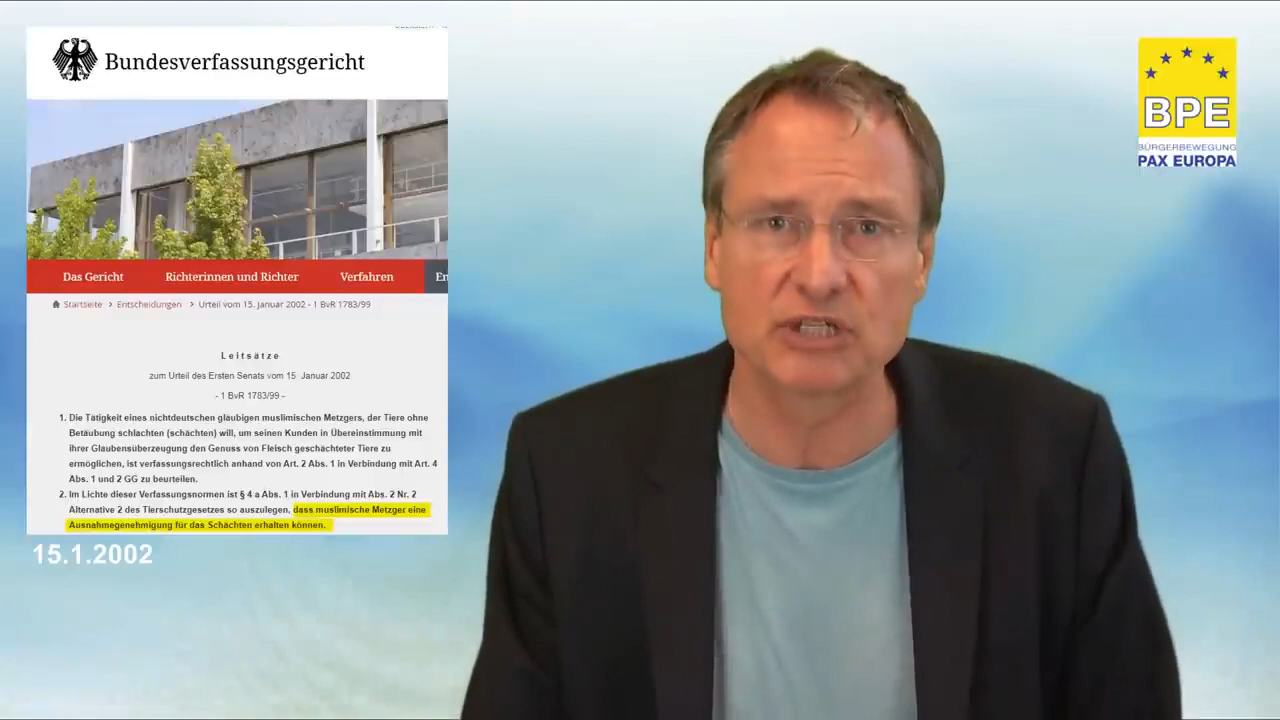 Bundesverfassungsgericht
Das Gericht
Richterinnen und Richter
Verfahren
En
Startseite > Entscheidungen > Urteil vom 15. Januar 2002 - 1 BvR 1783/99
Leitsätze
zum Urteil des Ersten Senats vom 15 Januar 2002
- 1 BvR 1783/99 -
1. Die Tätigkeit eines nichtdeutschen gläubigen muslimischen Metzgers, der Tiere ohne
Betäubung schlachten (schächten) will, um seinen Kunden in Übereinstimmung mit
ihrer Glaubensüberzeugung den Genuss von Fleisch geschächteter Tiere zu
ermöglichen, ist verfassungsrechtlich anhand von Art. 2 Abs. 1 in Verbindung mit Art. 4
Abs. 1 und 2 GG zu beurteilen.
2. Im Lichte dieser Verfassungsnormen ist § 4 a Abs. 1 in Verbindung mit Abs. 2 Nr. 2
Alternative 2 des Tierschutzgesetzes so auszulegen, dass muslimische Metzger eine
Ausnahmegenehmigung für das Schächten erhalten können.
15.1.2002
BPE
BÜRGERBEWEGUNG
PAX EUROPA